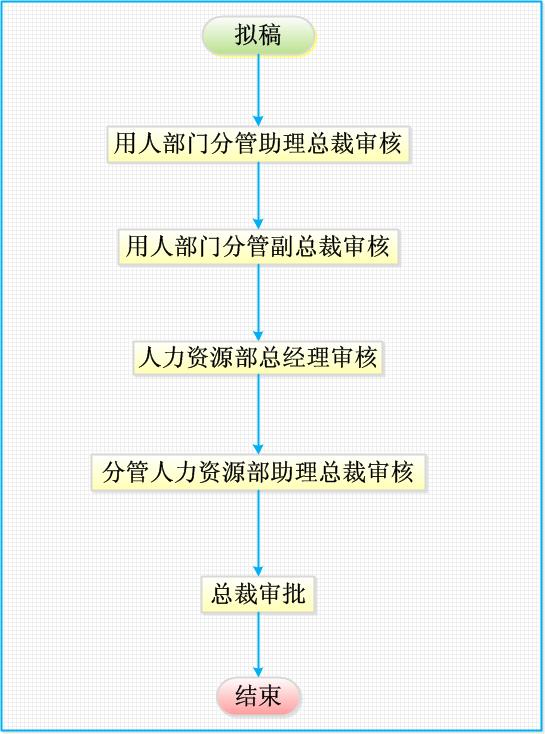 拟稿
用人部门分管助理总裁审核
用人部门分管副总裁审核
人力资源部总经理审核
分管人力资源部助理总裁审核
总裁审批
结束